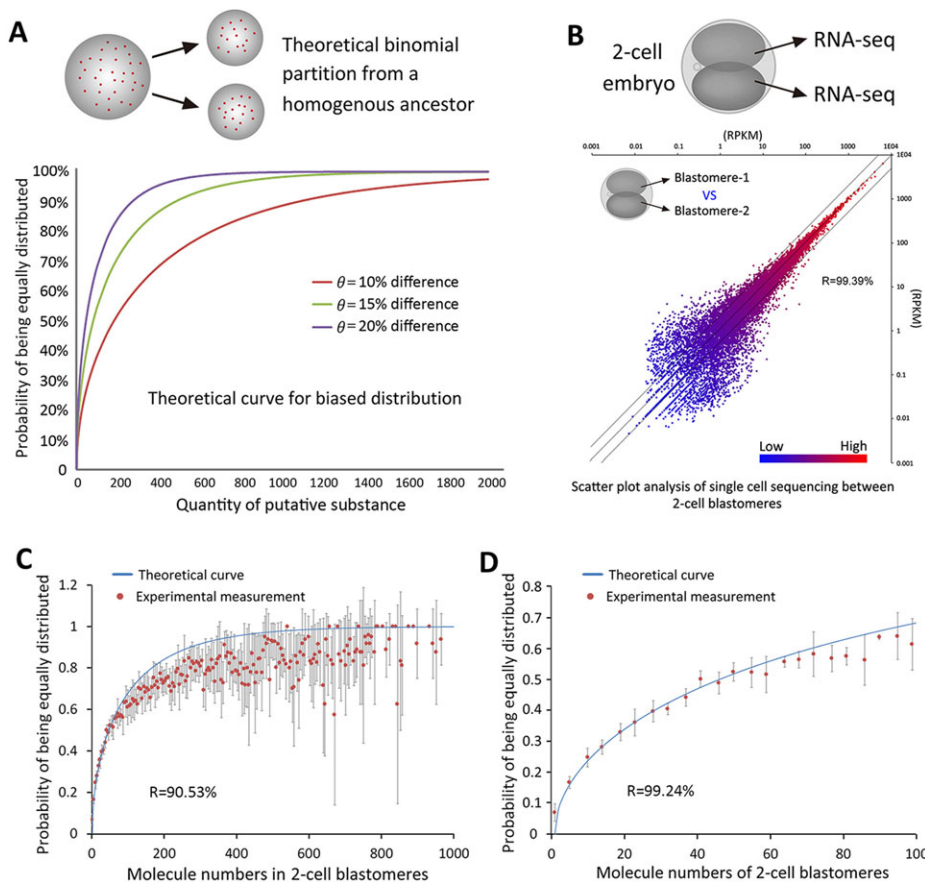 A
Theoretical binomial
partition from a
homogenous ancestor
Probability of being equally distributed
100%
90%
80%
70%
60%
50%
40%
30%
20%
10%
0
θ = 10% difference
θ = 15% difference
θ = 20% difference
Theoretical curve for biased distribution
0 200 400 600 800 1000 1200 1400 1600 1800 2000
Quantity of putative substance
B
2-cell
embryo
RNA-seq
RNA-seq
(RPKM)
0.001 0.01 0.1 1 10 100 1000 1E04
Blastomere-1
VS
Blastomere-2
R=99.39%
1E04
1000
100
10
1
0.1
0.01
0.001
(RPKM)
Low High
Scatter plot analysis of single cell sequencing between
2-cell blastomeres
C
Theoretical curve
Experimental measurement
Probability of being equally distributed
1.2
1
0.8
0.6
0.4
0.2
0
R=90.53%
0 200 400 600 800 1000
Molecule numbers in 2-cell blastomeres
D
Theoretical curve
Experimental measurement
Probability of being equally distributed
0.8
0.7
0.6
0.5
0.4
0.3
0.2
0.1
0
R=99.24%
0 20 40 60 80 100
Molecule numbers of 2-cell blastomeres